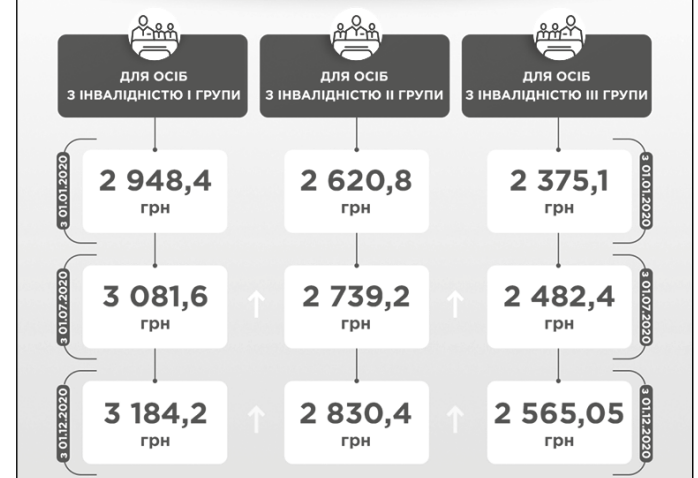 ДЛЯ ОСІБ
З ІНВАЛІДНІСТЮ І ГРУПИ
ДЛЯ ОСІБ
З ІНВАЛІДНІСТЮ ІІ ГРУПИ
ДЛЯ ОСІБ
З ІНВАЛІДНІСТЮ ІІІ ГРУПИ
з 01.01.2020
2 948,4
грн
2 620,8
грн
2 375,1
грн
з 01.01.2020
з 01.07.2020
3 081,6
грн
2 739,2
грн
2 482,4
грн
з 01.07.2020
з 01.12.2020
3 184,2
грн
2 830,4
грн
2 565,05
грн
з 01.12.2020